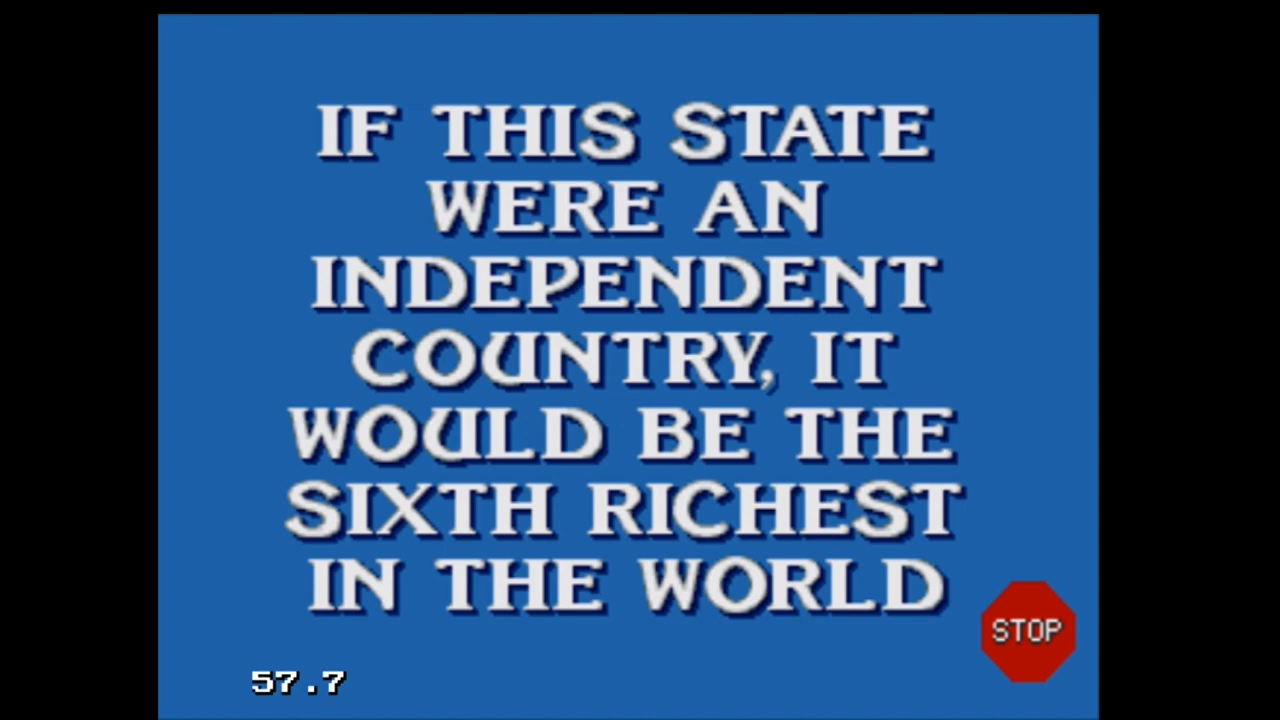 IF THIS STATE
WERE AN
INDEPENDENT
COUNTRY, IT
WOULD BE THE
SIXTH RICHEST
IN THE WORLD
STOP
57.7